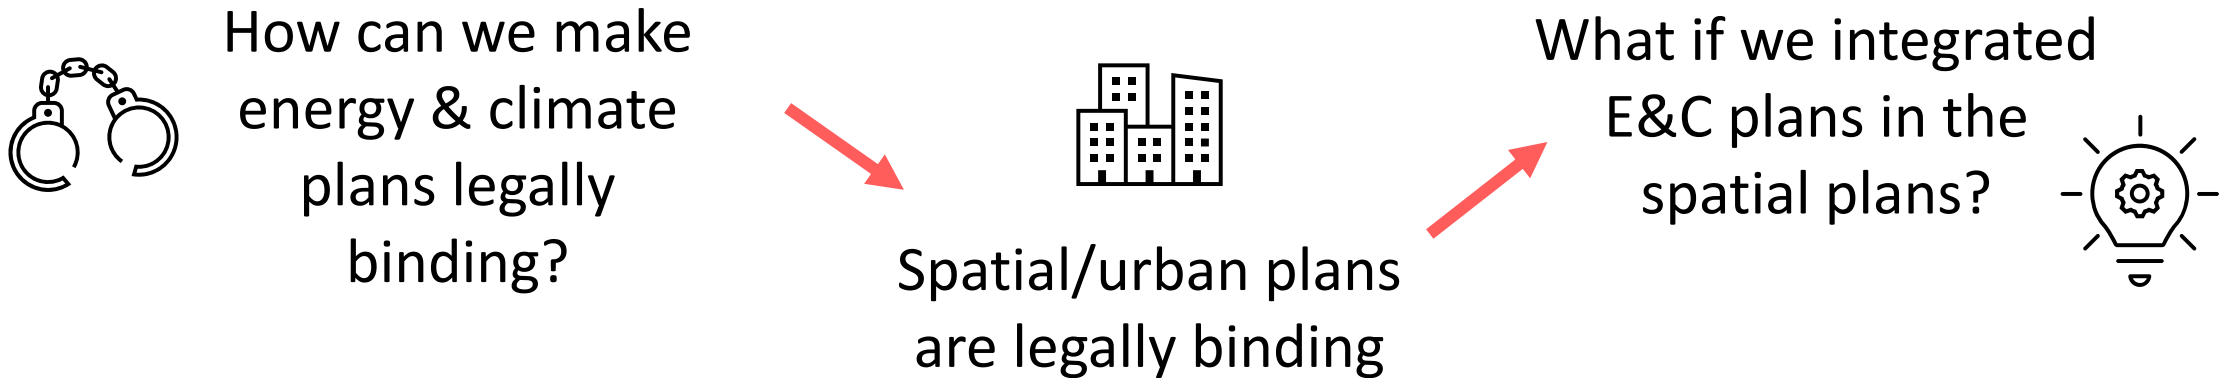 How can we make
energy & climate
plans legally
binding?
Spatial/urban plans
are legally binding
What if we integrated
E&C plans in the
spatial plans?